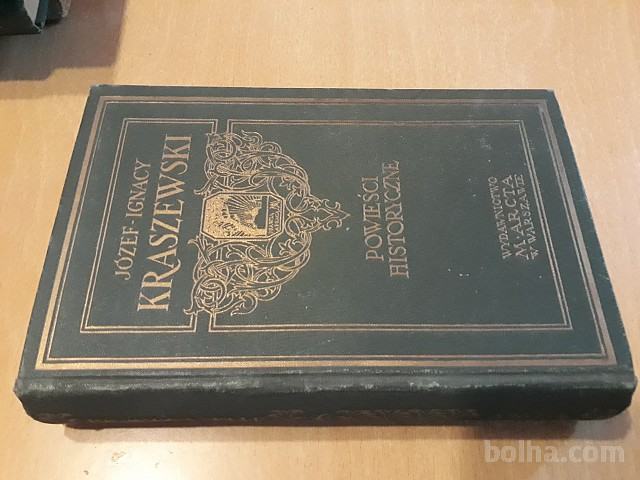 JÓZEF-IGNACY
KRASZEWSKI
POWIEŚCI
HISTORYCZNE
WYDAWNICTWO
M. ARCTA
W WARSZAWIE
bolha.com